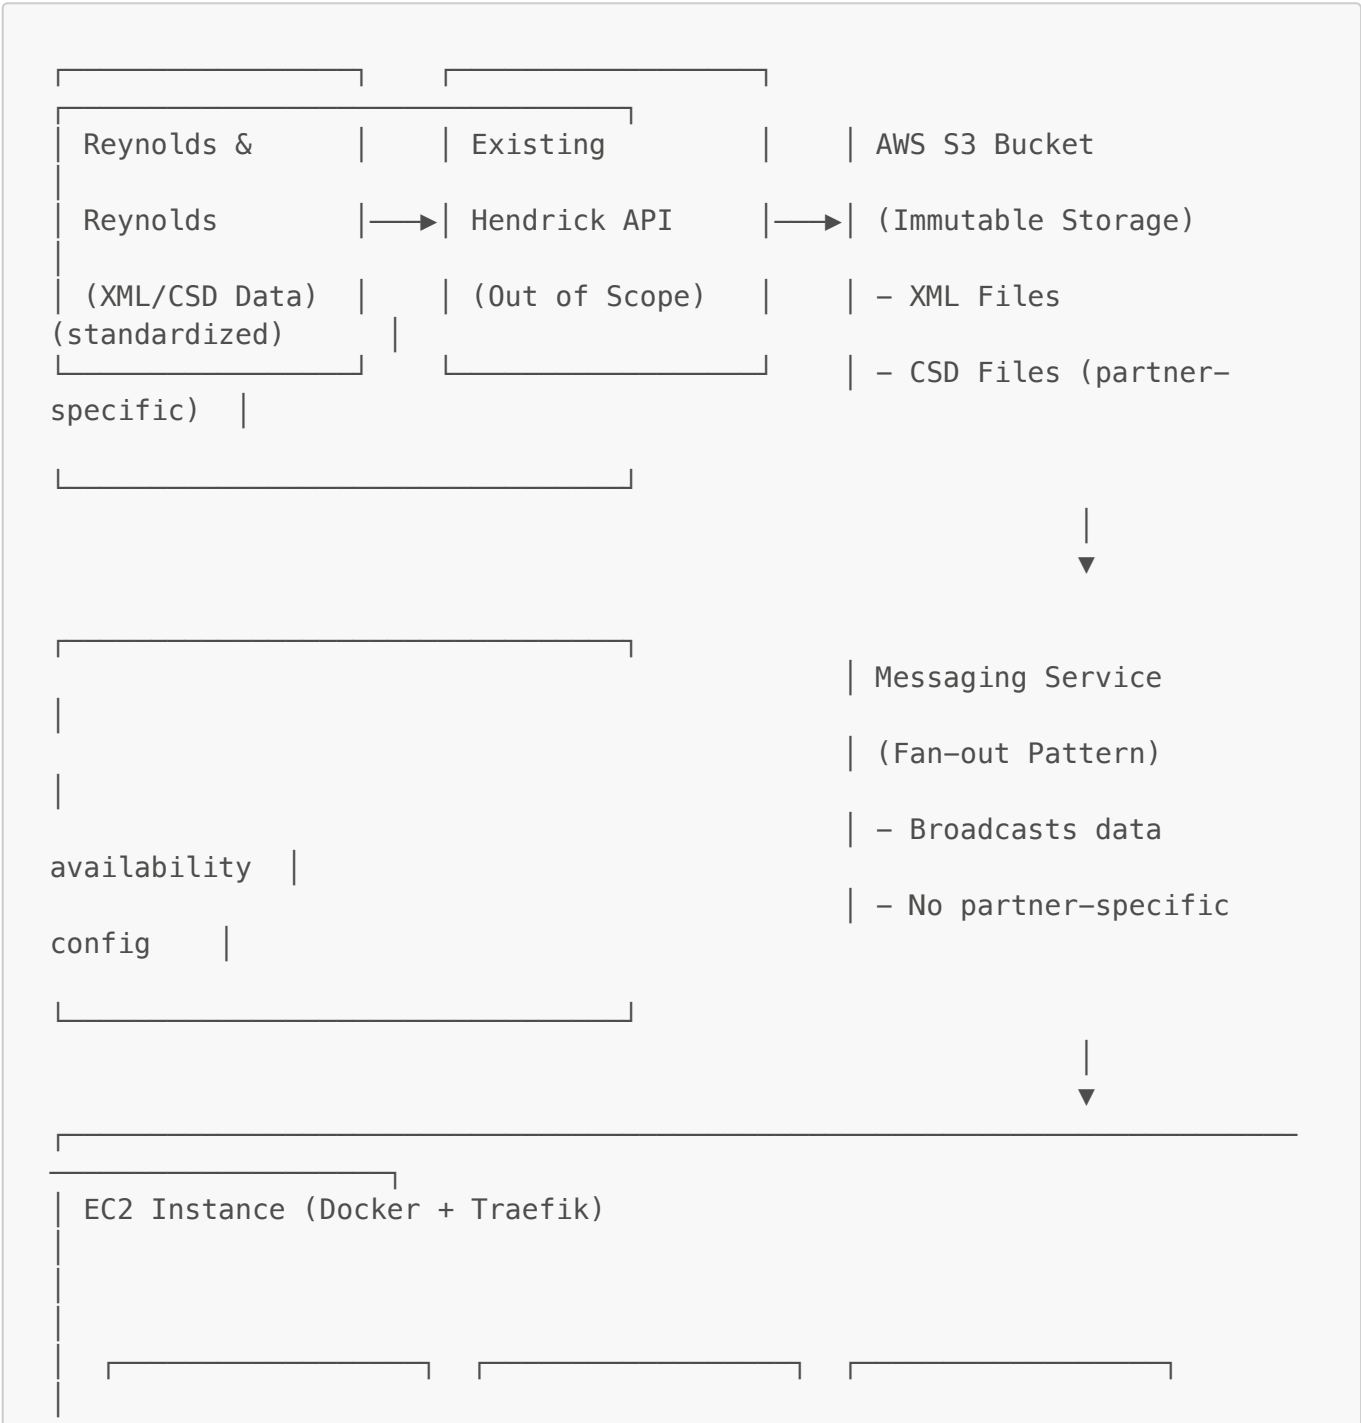 Reynolds & Existing AWS S3 Bucket
Reynolds Hendrick API (Immutable Storage)
(XML/CSD Data) (Out of Scope) – XML Files
(standardized)
– CSD Files (partner–
specific)
Messaging Service
(Fan–out Pattern)
– Broadcasts data
availability
– No partner–specific
config
EC2 Instance (Docker + Traefik)